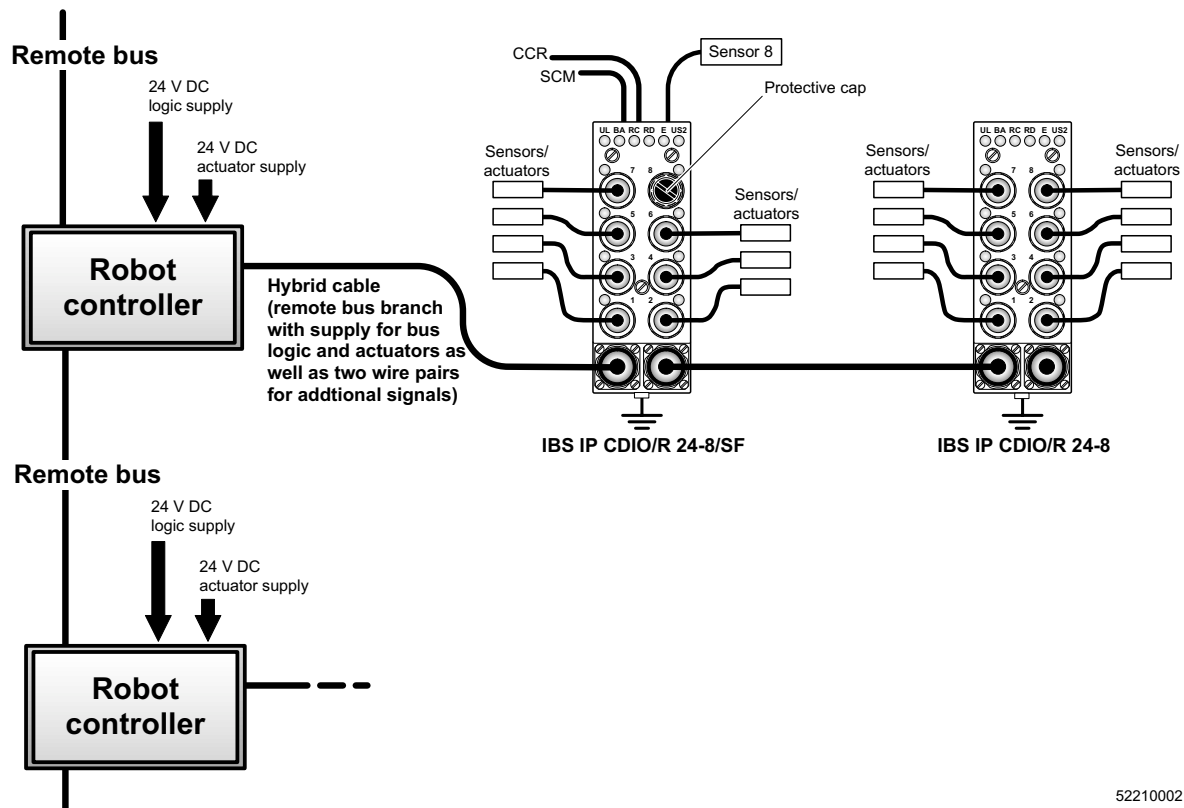 Remote bus
24 V DC
logic supply
24 V DC
actuator supply
Robot
controller
Hybrid cable
(remote bus branch
with supply for bus
logic and actuators as
well as two wire pairs
for addtional signals)
CCR
SCM
Sensor 8
Protective cap
UL BA RC RD E US2
Sensors/
actuators
7 8
5 6
3 4
1 2
Sensors/
actuators
IBS IP CDIO/R 24-8/SF
UL BA RC RD E US2
Sensors/
actuators
7 8
5 6
3 4
1 2
Sensors/
actuators
IBS IP CDIO/R 24-8
Remote bus
24 V DC
logic supply
24 V DC
actuator supply
Robot
controller
52210002